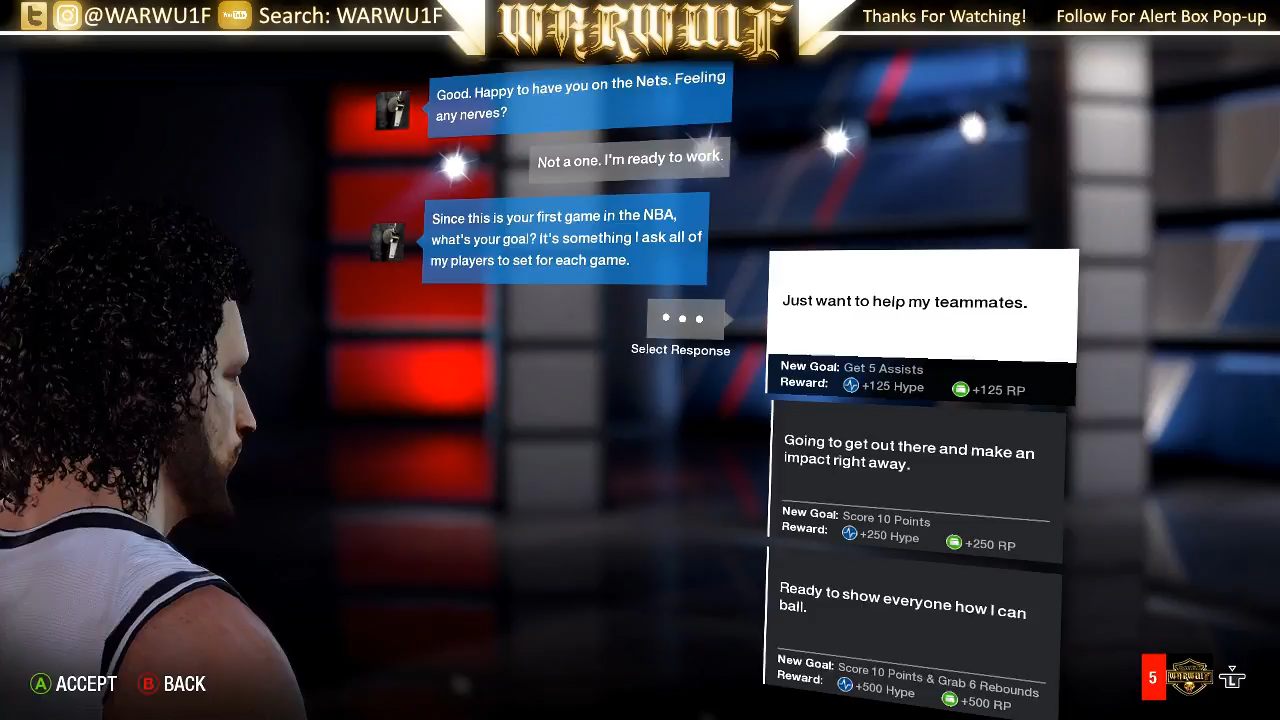 @WARWU1F
You Tube
Search: WARWU1F
WARWU1F
Thanks For Watching!
Follow For Alert Box Pop-up
Good. Happy to have you on the Nets. Feeling
any nerves?
Not a one. I'm ready to work.
Since this is your first game in the NBA,
what's your goal? It's something I ask all of
my players to set for each game.
Select Response
Just want to help my teammates.
New Goal: Get 5 Assists
Reward: +125 Hype +125 RP
Going to get out there and make an
impact right away.
New Goal: Score 10 Points
Reward: +250 Hype +250 RP
Ready to show everyone how I can
ball.
New Goal: Score 10 Points & Grab 6 Rebounds
Reward: +500 Hype +500 RP
A ACCEPT B BACK
5 WARWU1F L